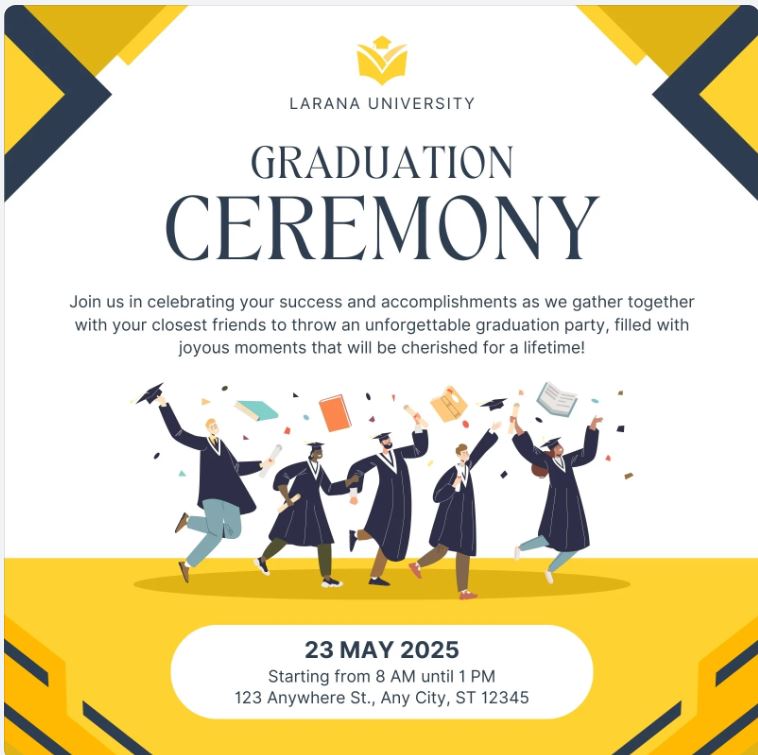 LARANA UNIVERSITY
GRADUATION
CEREMONY
Join us in celebrating your success and accomplishments as we gather together
with your closest friends to throw an unforgettable graduation party, filled with
joyous moments that will be cherished for a lifetime!
23 MAY 2025
Starting from 8 AM until 1 PM
123 Anywhere St., Any City, ST 12345